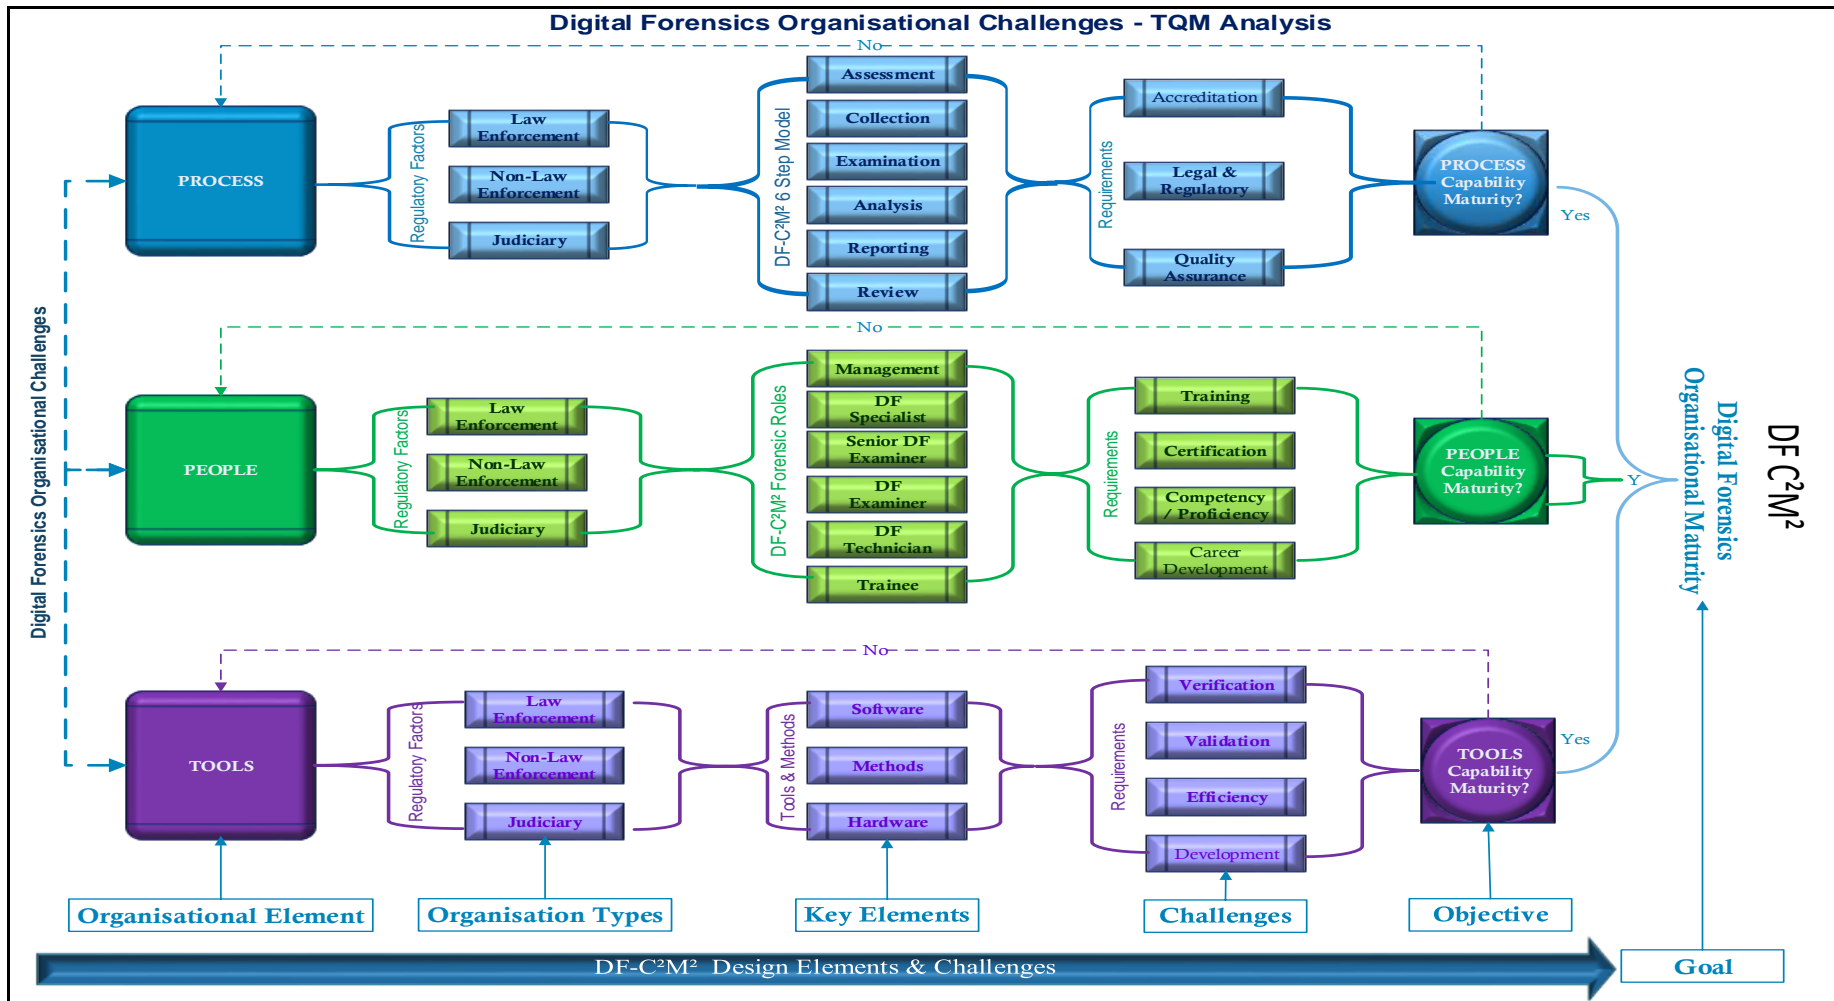 Digital Forensics Organisational Challenges - TQM Analysis
Digital Forensics Organisational Challenges
No
PROCESS
Regulatory Factors
Law
Enforcement
Non-Law
Enforcement
Judiciary
DF-C²M² 6 Step Model
Assessment
Collection
Examination
Analysis
Reporting
Review
Requirements
Accreditation
Legal &
Regulatory
Quality
Assurance
PROCESS
Capability
Maturity?
Yes
No
PEOPLE
Regulatory Factors
Law
Enforcement
Non-Law
Enforcement
Judiciary
DF-C²M² Forensic Roles
Management
DF
Specialist
Senior DF
Examiner
DF
Examiner
DF
Technician
Trainee
Requirements
Training
Certification
Competency
/ Proficiency
Career
Development
PEOPLE
Capability
Maturity?
Y
No
TOOLS
Regulatory Factors
Law
Enforcement
Non-Law
Enforcement
Judiciary
Tools & Methods
Software
Methods
Hardware
Requirements
Verification
Validation
Efficiency
Development
TOOLS
Capability
Maturity?
Yes
Digital Forensics
Organisational Maturity
DF C²M²
Organisational Element
Organisation Types
Key Elements
Challenges
Objective
Goal
DF-C²M² Design Elements & Challenges